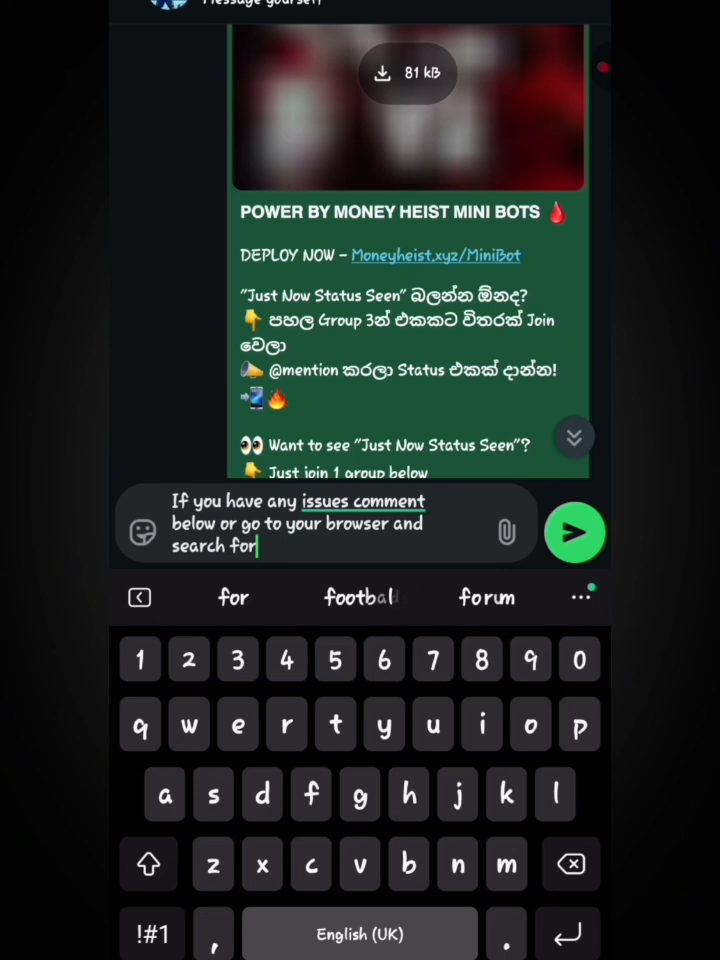 Message yourself
81 kB
POWER BY MONEY HEIST MINI BOTS 🩸
DEPLOY NOW - Moneyheist.xyz/MiniBot
"Just Now Status Seen" බලන්න ඕනද?
👇 පහල Group 3න් එකකට විතරක් Join
වෙලා
📣 @mention කරලා Status එකක් දාන්න!
📲🔥
👀 Want to see "Just Now Status Seen"?
👇 Just join 1 group below
If you have any issues comment
below or go to your browser and
search for
for footbal forum ...
1 2 3 4 5 6 7 8 9 0
q w e r t y u i o p
a s d f g h j k l
z x c v b n m
!#1 , English (UK) .